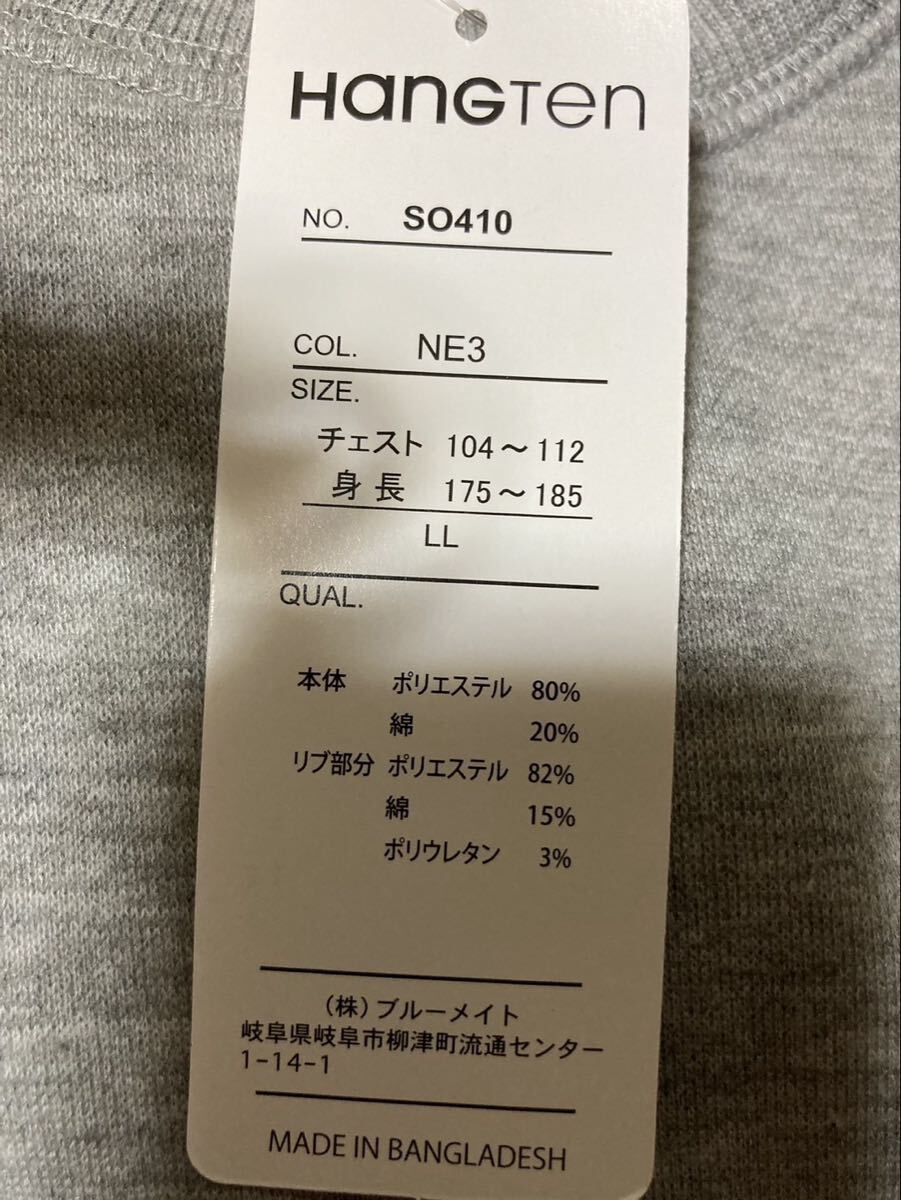 HangTen
NO. SO410
COL. NE3
SIZE.
チェスト 104～112
身長 175～185
LL
QUAL.
本体 ポリエステル 80%
綿 20%
リブ部分 ポリエステル 82%
綿 15%
ポリウレタン 3%
(株)ブルーメイト
岐阜県岐阜市柳津町流通センター
1-14-1
MADE IN BANGLADESH